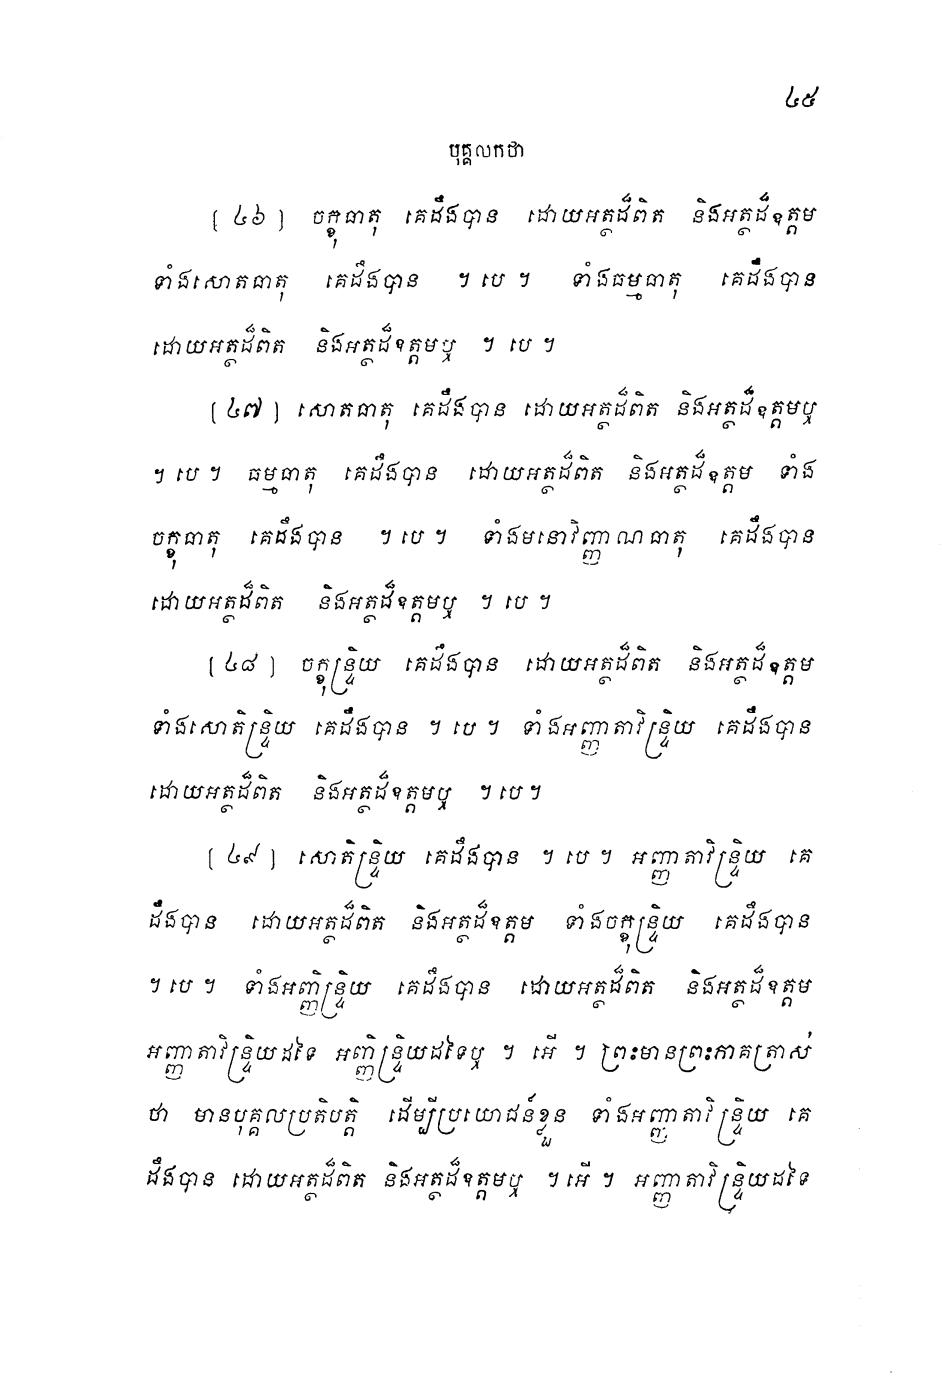 ៤៥
បុគ្គលកថា
[ ៤៦ ] ចក្ខុធាតុ គេដឹងបាន ដោយអត្ថដ៏ពិត និងអត្ថដ៏ឧត្តម
ទាំងសោតធាតុ គេដឹងបាន ។ បេ ។ ទាំងធម្មធាតុ គេដឹងបាន
ដោយអត្ថដ៏ពិត និងអត្ថដ៏ឧត្តមឬ ។ បេ ។
[ ៤៧ ] សោតធាតុ គេដឹងបាន ដោយអត្ថដ៏ពិត និងអត្ថដ៏ឧត្តមឬ
។ បេ ។ ធម្មធាតុ គេដឹងបាន ដោយអត្ថដ៏ពិត និងអត្ថដ៏ឧត្តម ទាំង
ចក្ខុធាតុ គេដឹងបាន ។ បេ ។ ទាំងមនោវិញ្ញាណធាតុ គេដឹងបាន
ដោយអត្ថដ៏ពិត និងអត្ថដ៏ឧត្តមឬ ។ បេ ។
[ ៤៨ ] ចក្ខុន្ទ្រិយ គេដឹងបាន ដោយអត្ថដ៏ពិត និងអត្ថដ៏ឧត្តម
ទាំងសោតិន្ទ្រិយ គេដឹងបាន ។ បេ ។ ទាំងអញ្ញាតាវិន្ទ្រិយ គេដឹងបាន
ដោយអត្ថដ៏ពិត និងអត្ថដ៏ឧត្តមឬ ។ បេ ។
[ ៤៩ ] សោតិន្ទ្រិយ គេដឹងបាន ។ បេ ។ អញ្ញាតាវិន្ទ្រិយ គេ
ដឹងបាន ដោយអត្ថដ៏ពិត និងអត្ថដ៏ឧត្តម ទាំងចក្ខុន្ទ្រិយ គេដឹងបាន
។ បេ ។ ទាំងអញ្ញិន្ទ្រិយ គេដឹងបាន ដោយអត្ថដ៏ពិត និងអត្ថដ៏ឧត្តម
អញ្ញាតាវិន្ទ្រិយដទៃ អញ្ញិន្ទ្រិយដទៃឬ ។ អើ ។ ព្រះមានព្រះភាគត្រាស់
ថា មានបុគ្គលប្រតិបត្តិ ដើម្បីប្រយោជន៍ខ្លួន ទាំងអញ្ញាតាវិន្ទ្រិយ គេ
ដឹងបាន ដោយអត្ថដ៏ពិត និងអត្ថដ៏ឧត្តមឬ ។ អើ ។ អញ្ញាតាវិន្ទ្រិយដទៃ